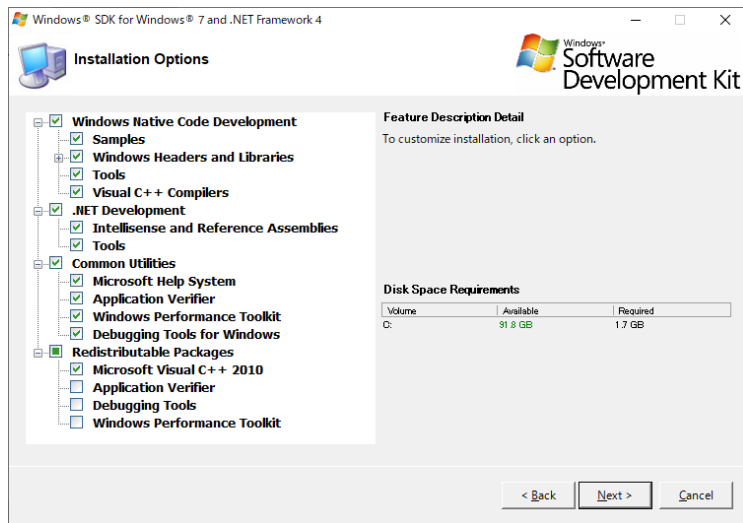 Windows® SDK for Windows® 7 and .NET Framework 4
Installation Options
Windows®
Software
Development Kit
Windows Native Code Development
Samples
Windows Headers and Libraries
Tools
Visual C++ Compilers
.NET Development
Intellisense and Reference Assemblies
Tools
Common Utilities
Microsoft Help System
Application Verifier
Windows Performance Toolkit
Debugging Tools for Windows
Redistributable Packages
Microsoft Visual C++ 2010
Application Verifier
Debugging Tools
Windows Performance Toolkit
Feature Description Detail
To customize installation, click an option.
Disk Space Requirements
Volume Available Required
C: 91.8 GB 1.7 GB
< Back Next > Cancel